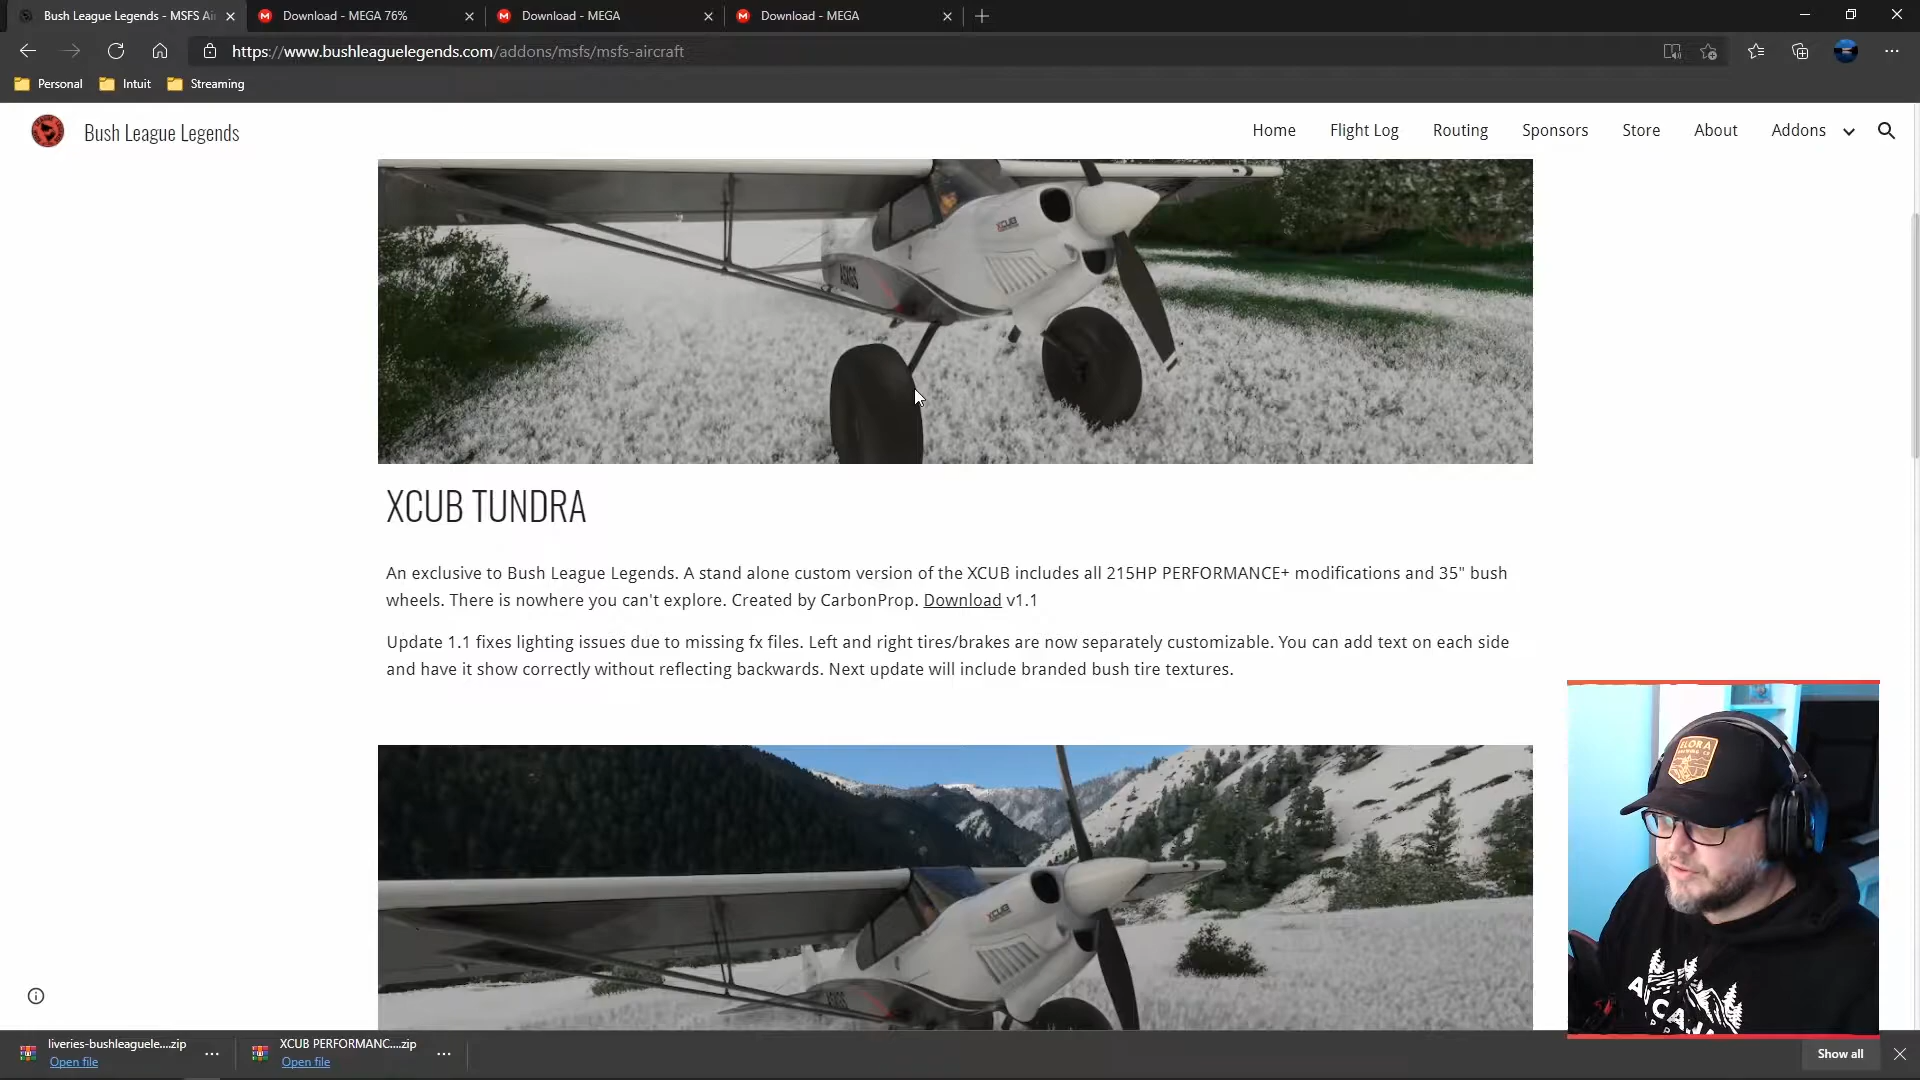 Bush League Legends - MSFS Ai
Download - MEGA 76%
Download - MEGA
Download - MEGA
https://www.bushleaguelegends.com/addons/msfs/msfs-aircraft
Personal
Intuit
Streaming
Bush League Legends
Home
Flight Log
Routing
Sponsors
Store
About
Addons
XCUB
XCUB TUNDRA
An exclusive to Bush League Legends. A stand alone custom version of the XCUB includes all 215HP PERFORMANCE+ modifications and 35" bush
wheels. There is nowhere you can't explore. Created by CarbonProp. Download v1.1
Update 1.1 fixes lighting issues due to missing fx files. Left and right tires/brakes are now separately customizable. You can add text on each side
and have it show correctly without reflecting backwards. Next update will include branded bush tire textures.
XCUB
ELORA
liveries-bushleaguele....zip
Open file
XCUB PERFORMANC....zip
Open file
Show all